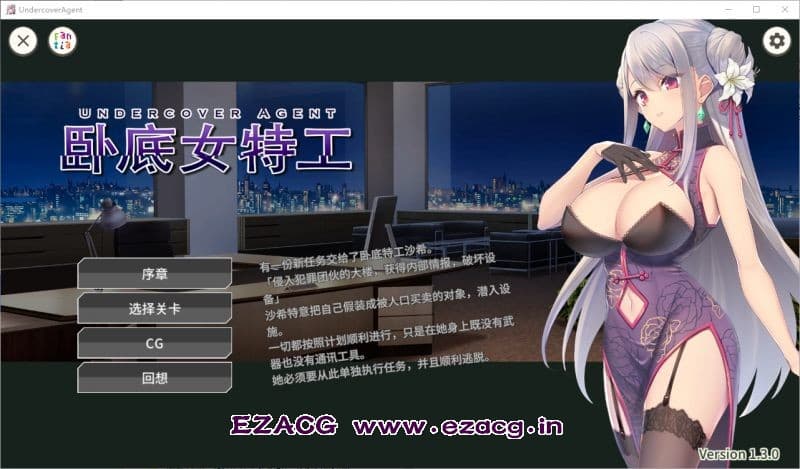 UndercoverAgent
fan
tia
UNDERCOVER AGENT
卧底女特工
序章
选择关卡
CG
回想
有一份新任务交给了卧底特工沙希。
「侵入犯罪团伙的大楼，获得内部情报，破坏设
备」
沙希特意把自己假装成被人口买卖的对象，潜入设
施。
一切都按照计划顺利进行，只是在她身上既没有武
器也没有通讯工具。
她必须要从此单独执行任务，并且顺利逃脱。
EZACG www.ezacg.in
Version 1.3.0